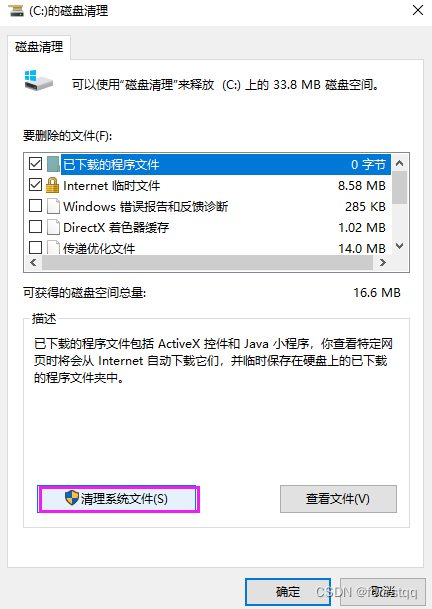 (C:)的磁盘清理
磁盘清理
可以使用“磁盘清理”来释放 (C:) 上的 33.8 MB 磁盘空间。
要删除的文件(F):
已下载的程序文件 0 字节
Internet 临时文件 8.58 MB
Windows 错误报告和反馈诊断 285 KB
DirectX 着色器缓存 1.02 MB
传递优化文件 14.0 MB
可获得的磁盘空间总量: 16.6 MB
描述
已下载的程序文件包括 ActiveX 控件和 Java 小程序，你查看特定网
页时将会从 Internet 自动下载它们，并临时保存在硬盘上的已下载
的程序文件夹中。
清理系统文件(S) 查看文件(V)
确定 取消